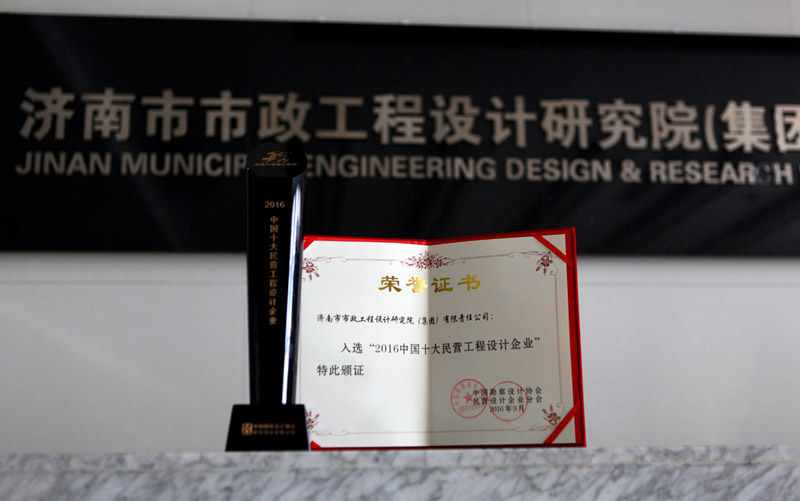 济南市市政工程设计研究院(集团
JINAN MUNICIP ENGINEERING DESIGN & RESEARCH
2016
中国十大民营工程设计企业
荣誉证书
济南市市政工程设计研究院（集团）有限责任公司：
入选“2016中国十大民营工程设计企业”
特此颁证
中国勘察设计协会
民营设计企业分会
2016年9月